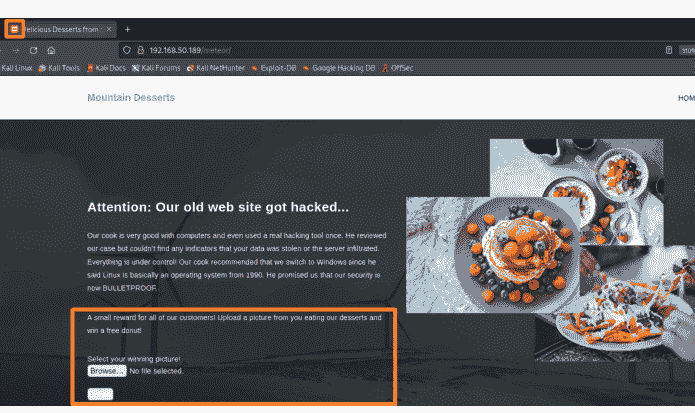 Delicious Desserts from
192.168.50.189/meteor/
110%
Kali Linux Kali Tools Kali Docs Kali Forums Kali NetHunter Exploit-DB Google Hacking DB OffSec
Mountain Desserts
HOM
Attention: Our old web site got hacked...
Our cook is very good with computers and even used a real hacking tool once. He reviewed
our case but couldn't find any indicators that your data was stolen or the server infiltrated.
Everything is under control! Our cook recommended that we switch to Windows since he
said Linux is basically an operating system from 1990. He promised us that our security is
now BULLETPROOF.
A small reward for all of our customers! Upload a picture from you eating our desserts and
win a free donut!
Select your winning picture!
Browse... No file selected.